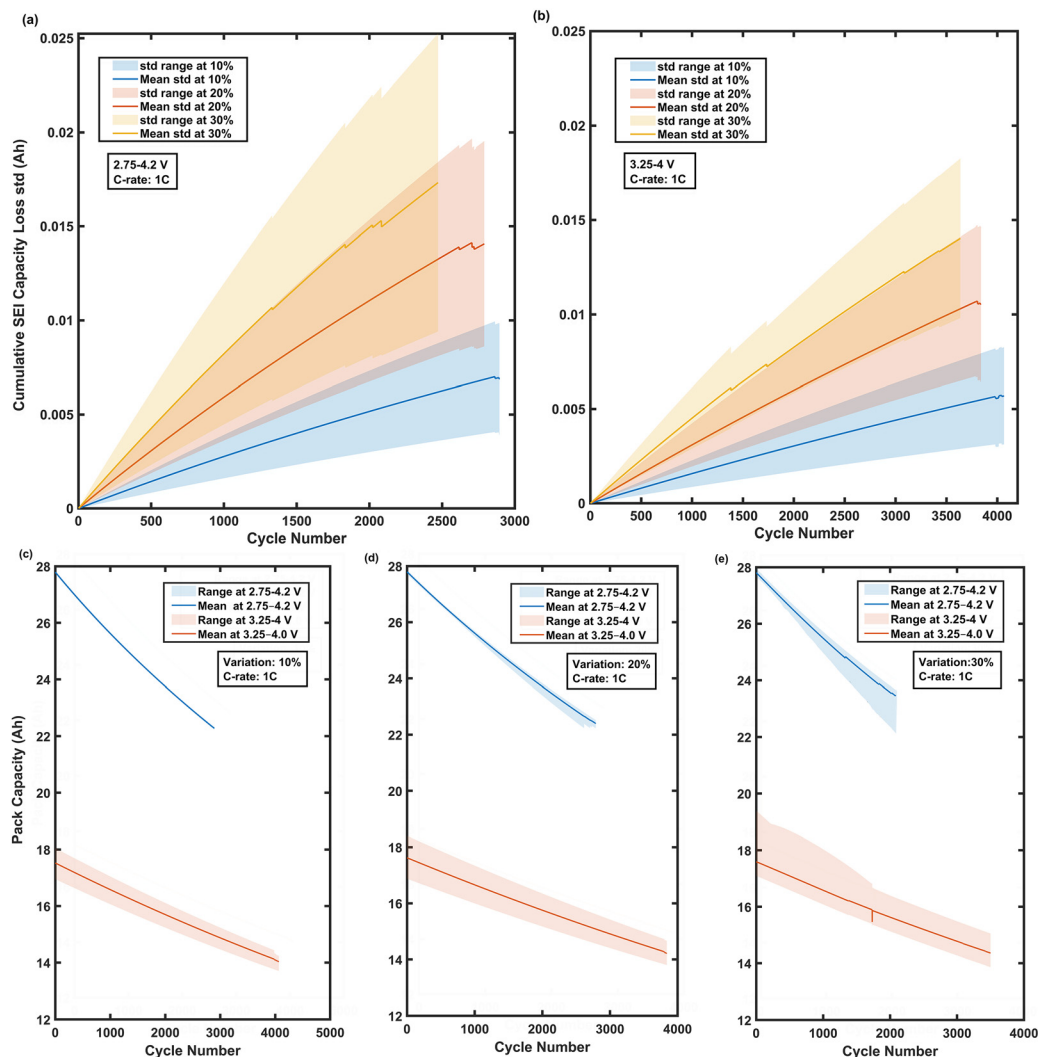 (a)
0.025
0.02
0.015
0.01
0.005
0
0
500
1000
1500
2000
2500
3000
Cycle Number
Cumulative SEI Capacity Loss std (Ah)
std range at 10%
Mean std at 10%
std range at 20%
Mean std at 20%
std range at 30%
Mean std at 30%
2.75-4.2 V
C-rate: 1C
(b)
0.025
0.02
0.015
0.01
0.005
0
0
500
1000
1500
2000
2500
3000
3500
4000
Cycle Number
std range at 10%
Mean std at 10%
std range at 20%
Mean std at 20%
std range at 30%
Mean std at 30%
3.25-4 V
C-rate: 1C
(c)
28
26
24
22
20
18
16
14
12
0
1000
2000
3000
4000
5000
Cycle Number
Pack Capacity (Ah)
Range at 2.75-4.2 V
Mean at 2.75–4.2 V
Range at 3.25-4 V
Mean at 3.25–4.0 V
Variation: 10%
C-rate: 1C
(d)
28
26
24
22
20
18
16
14
12
0
1000
2000
3000
4000
Cycle Number
Range at 2.75-4.2 V
Mean at 2.75–4.2 V
Range at 3.25-4 V
Mean at 3.25–4.0 V
Variation: 20%
C-rate: 1C
(e)
28
26
24
22
20
18
16
14
12
0
1000
2000
3000
4000
Cycle Number
Range at 2.75-4.2 V
Mean at 2.75–4.2 V
Range at 3.25-4 V
Mean at 3.25–4.0 V
Variation:30%
C-rate: 1C